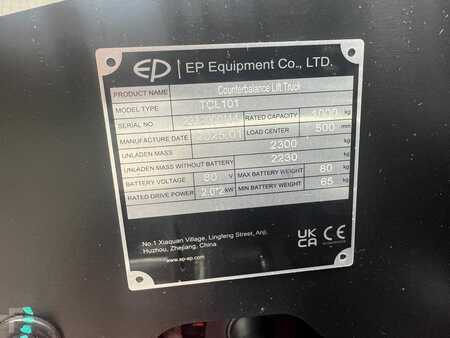 EP | EP Equipment Co., LTD.
PRODUCT NAME Counterbalance Lift Truck
MODEL TYPE TCL101
SERIAL NO. RATED CAPACITY 1000 kg
MANUFACTURE DATE 2025.01 LOAD CENTER 500 mm
UNLADEN MASS 2300 kg
UNLADEN MASS WITHOUT BATTERY 2230 kg
BATTERY VOLTAGE 80 V MAX BATTERY WEIGHT 80 kg
RATED DRIVE POWER kW MIN BATTERY WEIGHT 65 kg
No.1 Xiaquan Village, Lingfeng Street, Anji,
Huzhou, Zhejiang, China
www.ep-ep.com
UK CA CE